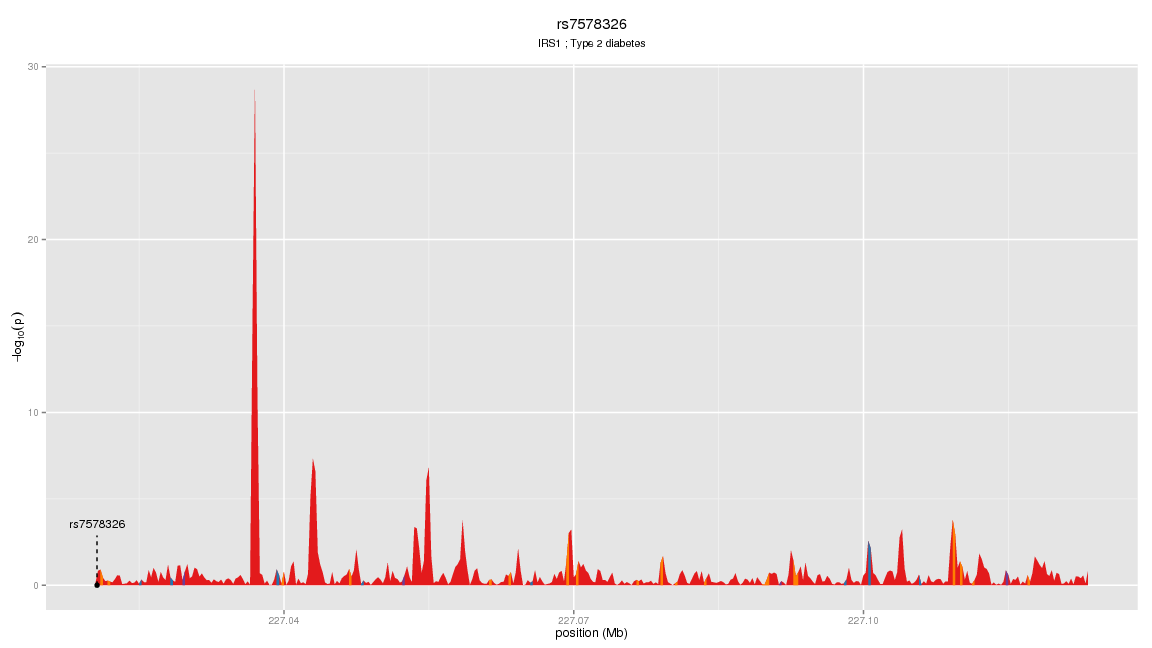 rs7578326
IRS1 ; Type 2 diabetes
30
20
10
0
−log10(p)
rs7578326
227.04
227.07
227.10
position (Mb)